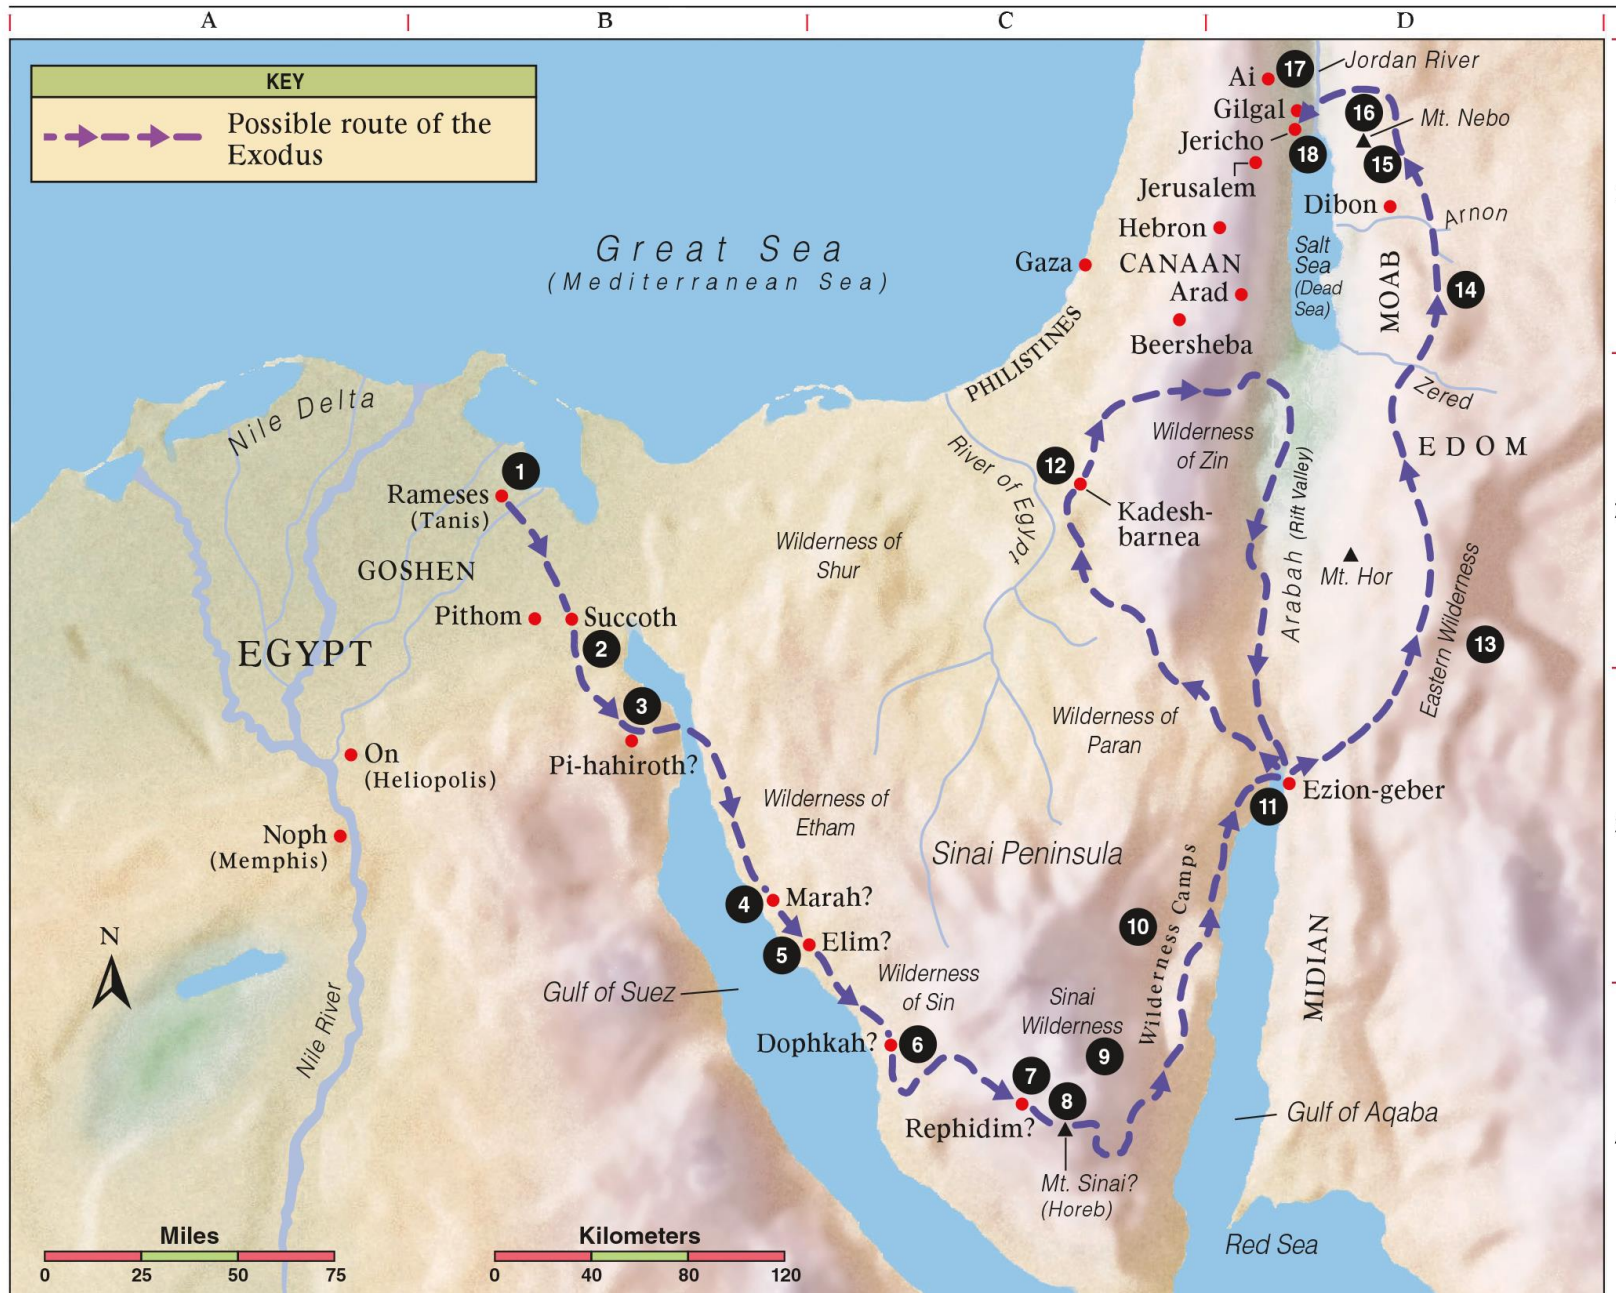 A
B
C
D
KEY
Possible route of the
Exodus
Great Sea
(Mediterranean Sea)
Jordan River
Ai
17
Gilgal
16
Mt. Nebo
Jericho
18
15
Jerusalem
Dibon
Arnon
Hebron
Salt
Sea
(Dead
Sea)
Gaza
CANAAN
MOAB
14
Arad
Beersheba
PHILISTINES
Zered
Nile Delta
Wilderness
of Zin
EDOM
River of Egypt
12
1
Rameses
(Tanis)
Kadesh-
barnea
Arabah (Rift Valley)
Wilderness of
Shur
GOSHEN
Mt. Hor
Eastern Wilderness
Pithom
Succoth
2
13
EGYPT
3
Wilderness of
Paran
On
(Heliopolis)
Pi-hahiroth?
Ezion-geber
11
Wilderness of
Etham
Noph
(Memphis)
Sinai Peninsula
Wilderness Camps
4
Marah?
10
N
5
Elim?
MIDIAN
Wilderness
of Sin
Gulf of Suez
Sinai
Wilderness
Nile River
Dophkah?
6
9
7
8
Rephidim?
Gulf of Aqaba
Mt. Sinai?
(Horeb)
Red Sea
Miles
0 25 50 75
Kilometers
0 40 80 120